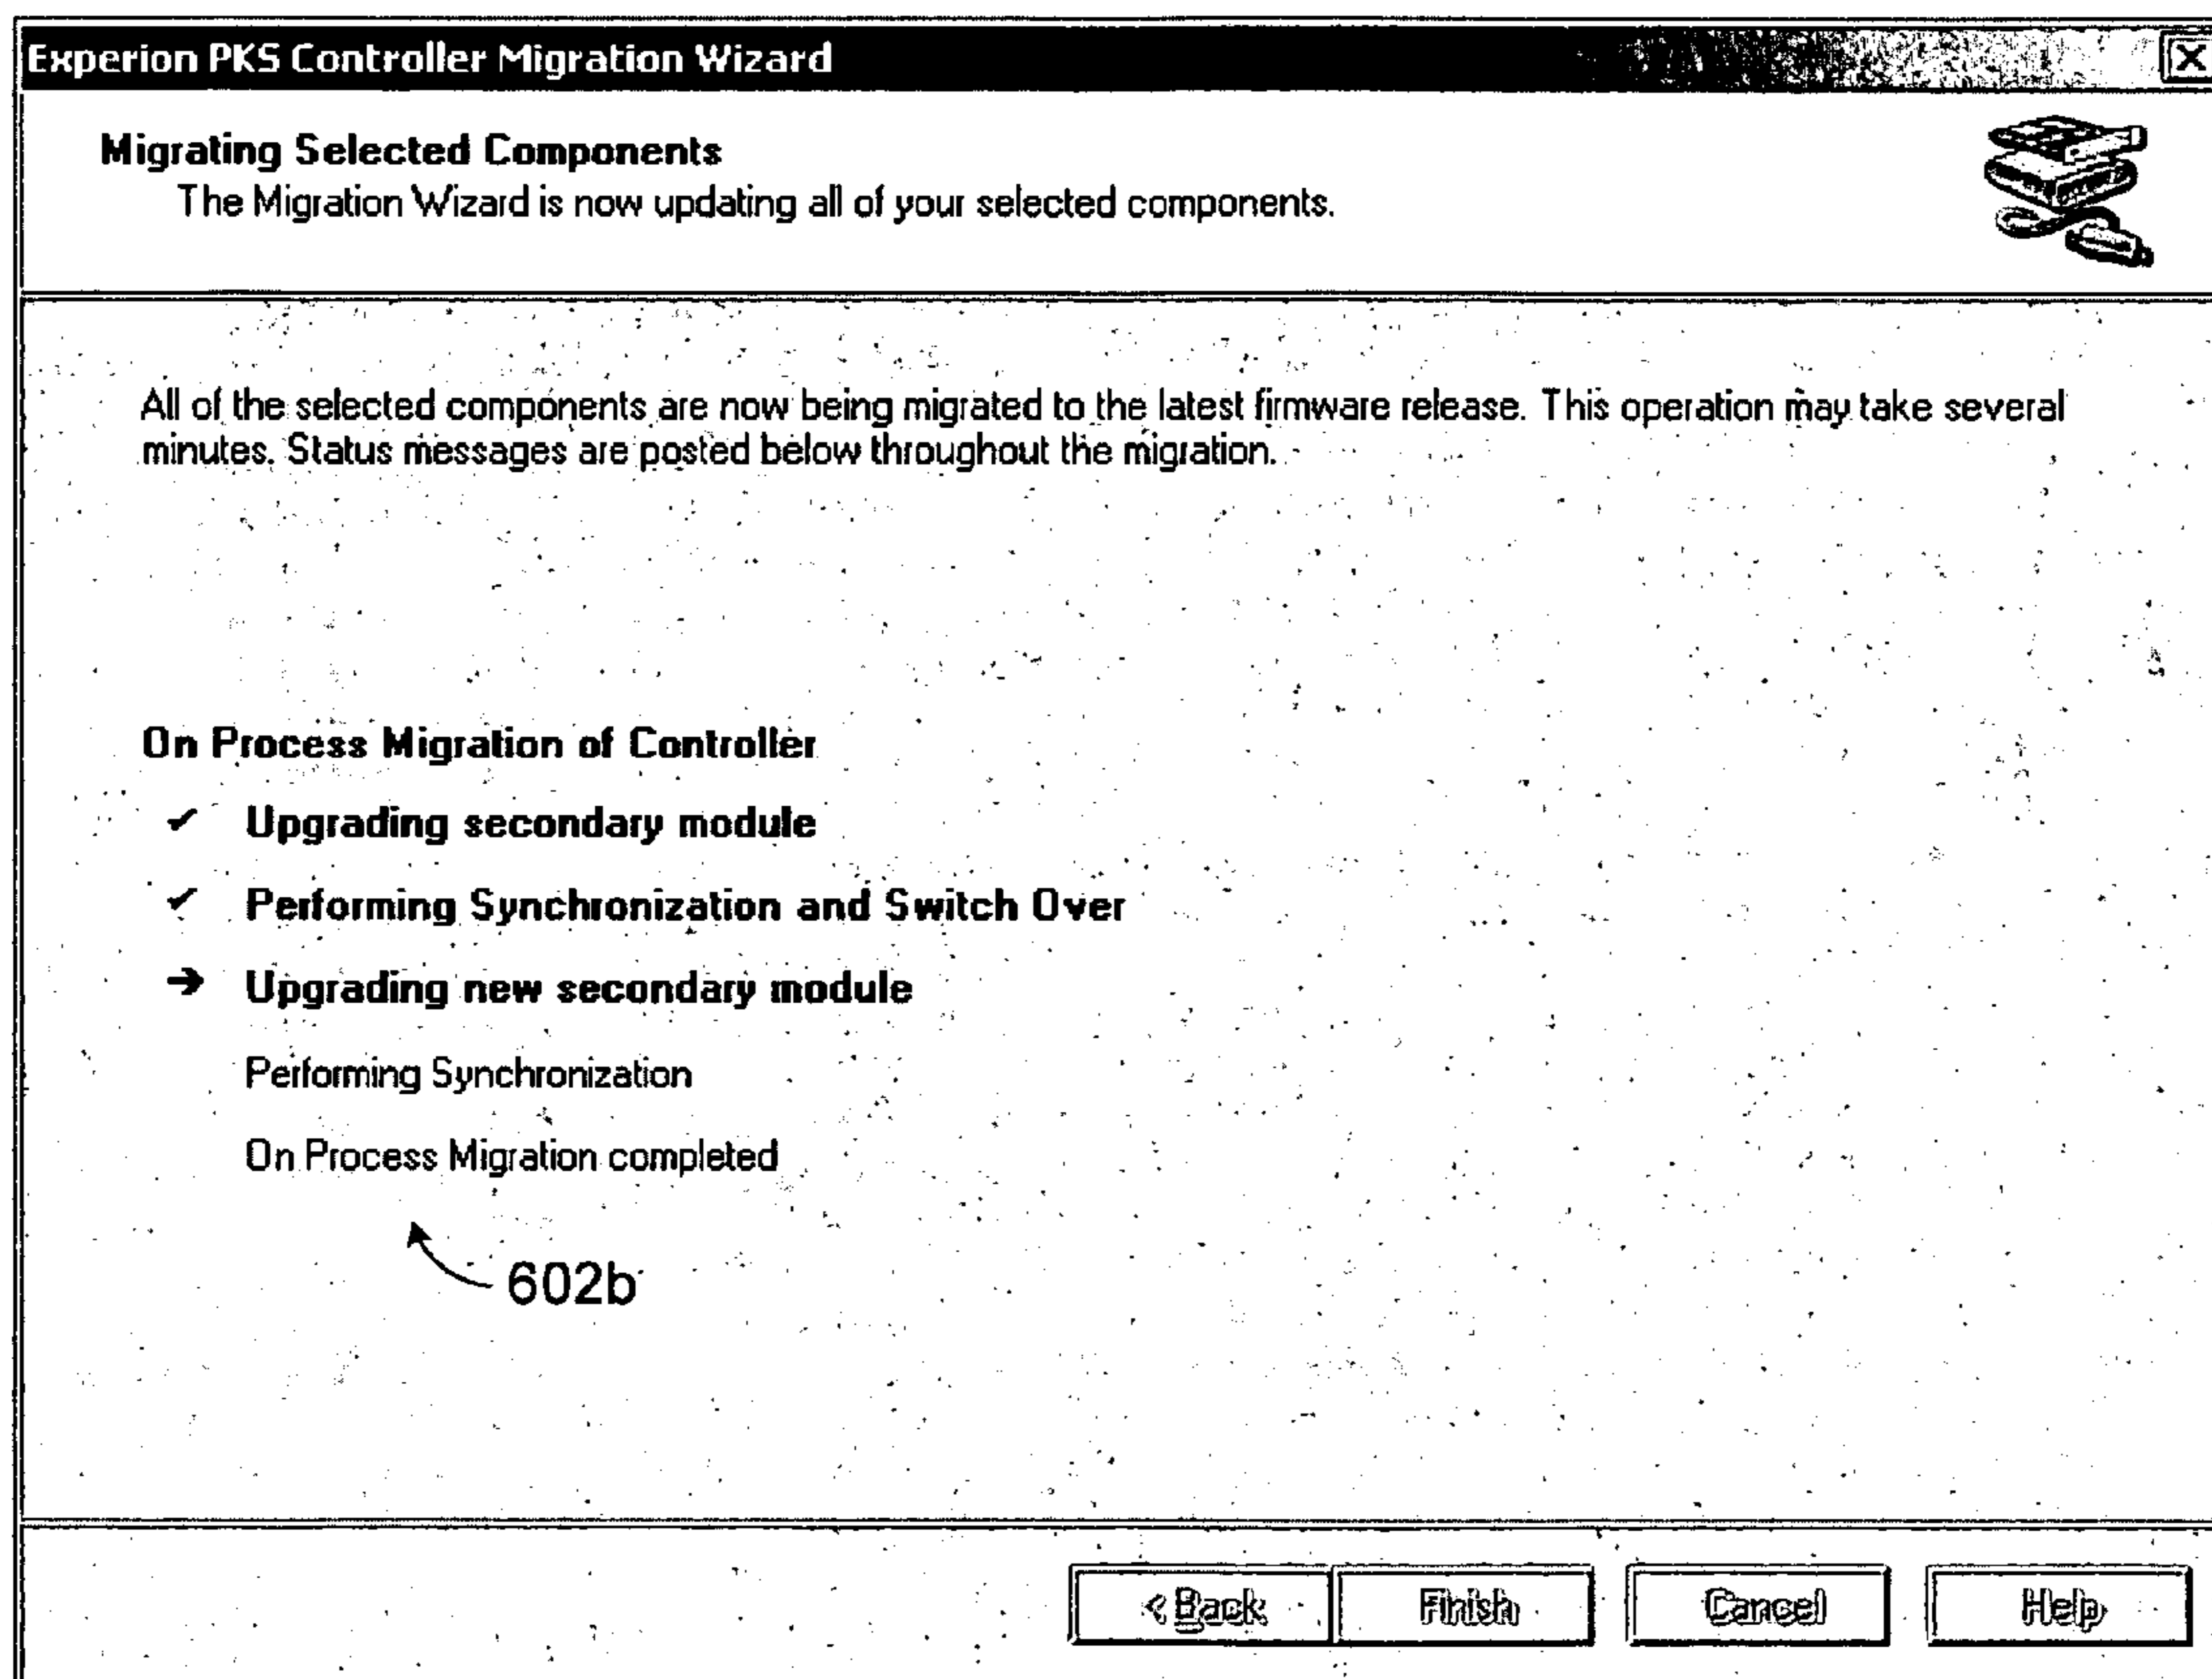 Experion PKS Controller Migration Wizard
Migrating Selected Components
The Migration Wizard is now updating all of your selected components.
All of the selected components are now being migrated to the latest firmware release. This operation may take several
minutes. Status messages are posted below throughout the migration.
On Process Migration of Controller
✓ Upgrading secondary module
✓ Performing Synchronization and Switch Over
→ Upgrading new secondary module
Performing Synchronization
On Process Migration completed
602b
< Back Finish Cancel Help